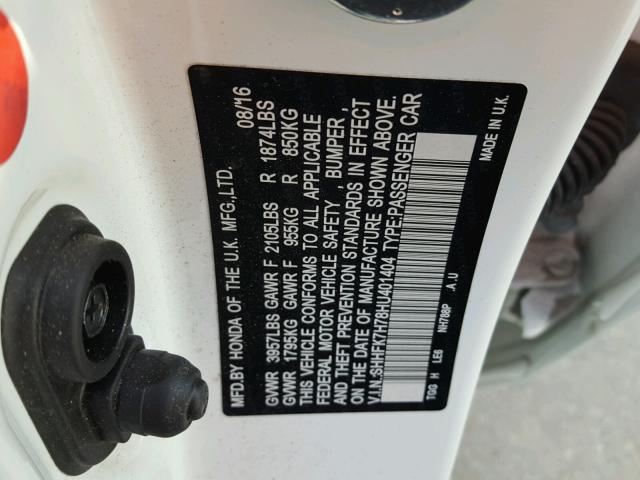 MFD.BY HONDA OF THE U.K. MFG.,LTD. 08/16
GVWR 3957LBS GAWR F 2105LBS R 1874LBS
GVWR 1795KG GAWR F 955KG R 850KG
THIS VEHICLE CONFORMS TO ALL APPLICABLE
FEDERAL MOTOR VEHICLE SAFETY , BUMPER ,
AND THEFT PREVENTION STANDARDS IN EFFECT
ON THE DATE OF MANUFACTURE SHOWN ABOVE.
V.I.N.:SHHFK7H78HU401404 TYPE:PASSENGER CAR
NH788P .A.U MADE IN U.K.
TGG H LE6